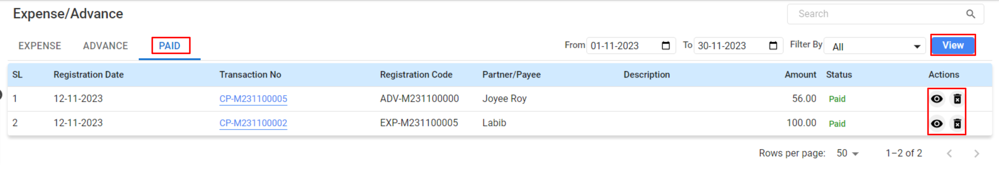 Expense/Advance
Search
EXPENSE ADVANCE PAID From 01-11-2023 To 30-11-2023 Filter By All View
SL Registration Date Transaction No Registration Code Partner/Payee Description Amount Status Actions
1 12-11-2023 CP-M231100005 ADV-M231100000 Joyee Roy 56.00 Paid
2 12-11-2023 CP-M231100002 EXP-M231100005 Labib 100.00 Paid
Rows per page: 50 1–2 of 2